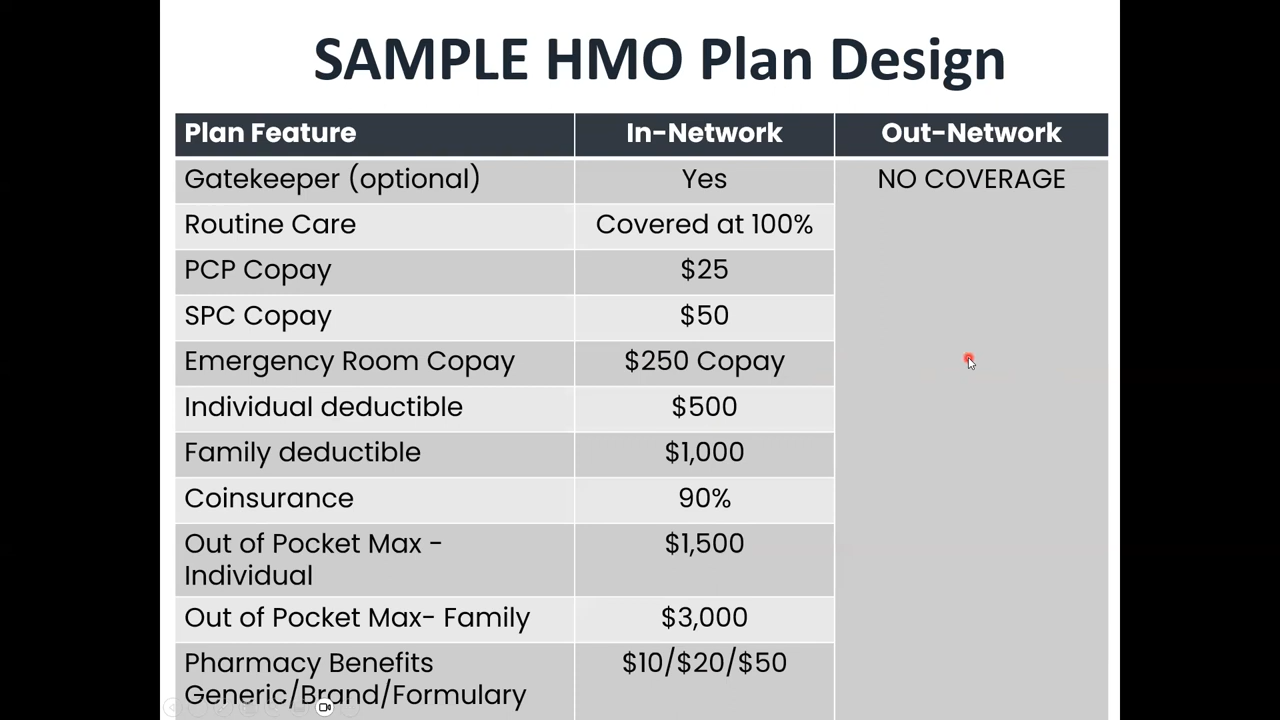 SAMPLE HMO Plan Design
Plan Feature In-Network Out-Network
Gatekeeper (optional) Yes NO COVERAGE
Routine Care Covered at 100%
PCP Copay $25
SPC Copay $50
Emergency Room Copay $250 Copay
Individual deductible $500
Family deductible $1,000
Coinsurance 90%
Out of Pocket Max - $1,500
Individual
Out of Pocket Max- Family $3,000
Pharmacy Benefits $10/$20/$50
Generic/Brand/Formulary